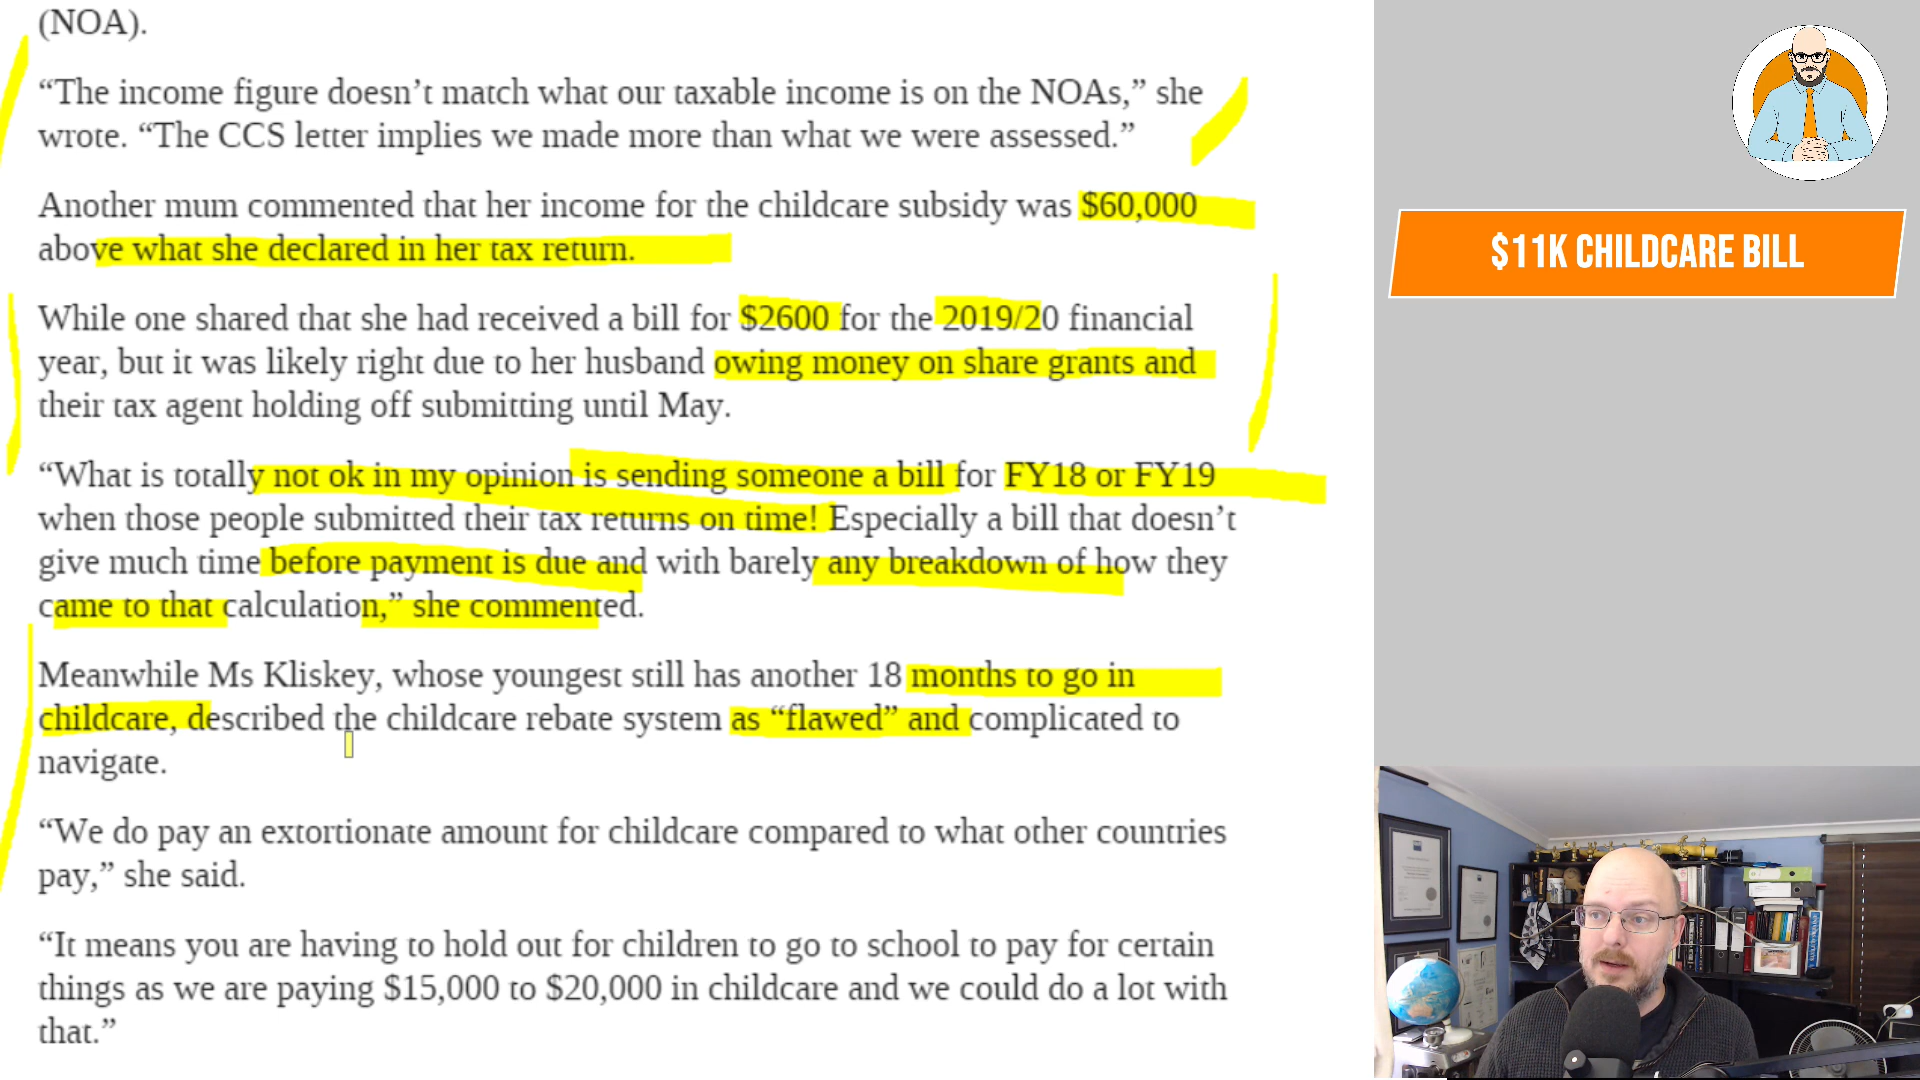 (NOA).
“The income figure doesn’t match what our taxable income is on the NOAs,” she
wrote. “The CCS letter implies we made more than what we were assessed.”
Another mum commented that her income for the childcare subsidy was $60,000
above what she declared in her tax return.
While one shared that she had received a bill for $2600 for the 2019/20 financial
year, but it was likely right due to her husband owing money on share grants and
their tax agent holding off submitting until May.
“What is totally not ok in my opinion is sending someone a bill for FY18 or FY19
when those people submitted their tax returns on time! Especially a bill that doesn’t
give much time before payment is due and with barely any breakdown of how they
came to that calculation,” she commented.
Meanwhile Ms Kliskey, whose youngest still has another 18 months to go in
childcare, described the childcare rebate system as “flawed” and complicated to
navigate.
“We do pay an extortionate amount for childcare compared to what other countries
pay,” she said.
“It means you are having to hold out for children to go to school to pay for certain
things as we are paying $15,000 to $20,000 in childcare and we could do a lot with
that.”
$11K CHILDCARE BILL